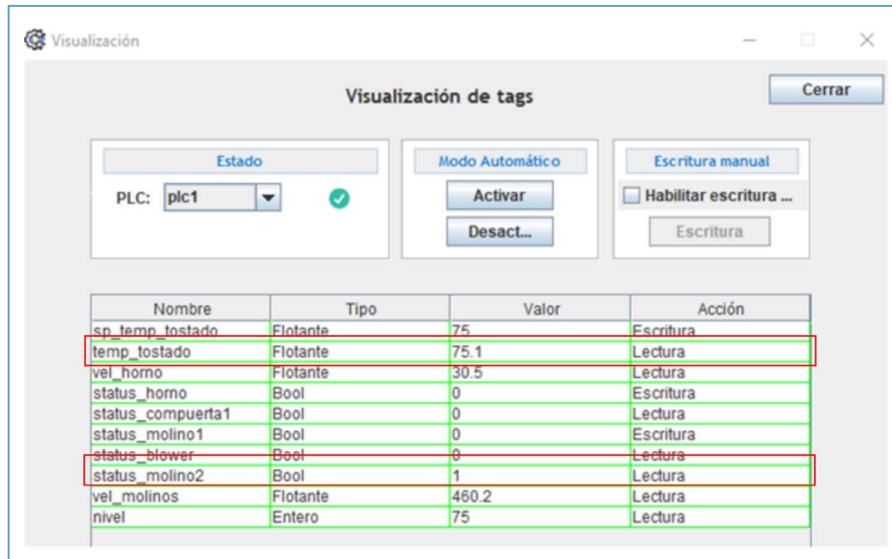 Visualización
Visualización de tags
Cerrar
Estado
PLC: plc1
Modo Automático
Activar
Desact...
Escritura manual
Habilitar escritura ...
Escritura
Nombre Tipo Valor Acción
sp_temp_tostado Flotante 75 Escritura
temp_tostado Flotante 75.1 Lectura
vel_horno Flotante 30.5 Lectura
status_horno Bool 0 Escritura
status_compuerta1 Bool 0 Lectura
status_molino1 Bool 0 Escritura
status_blower Bool 0 Lectura
status_molino2 Bool 1 Lectura
vel_molinos Flotante 460.2 Lectura
nivel Entero 75 Lectura